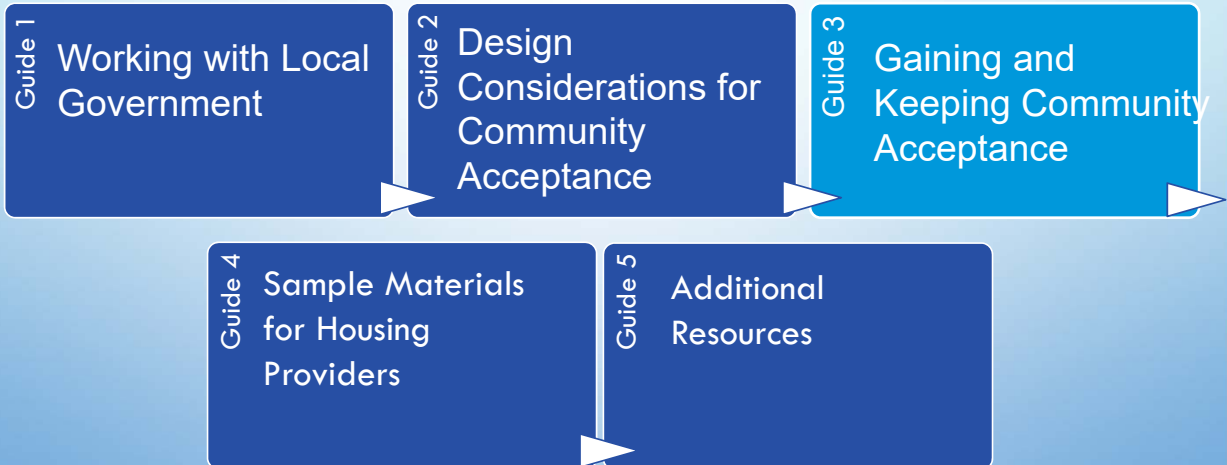 Guide 1
Working with Local
Government
Guide 2
Design
Considerations for
Community
Acceptance
Guide 3
Gaining and
Keeping Community
Acceptance
Guide 4
Sample Materials
for Housing
Providers
Guide 5
Additional
Resources